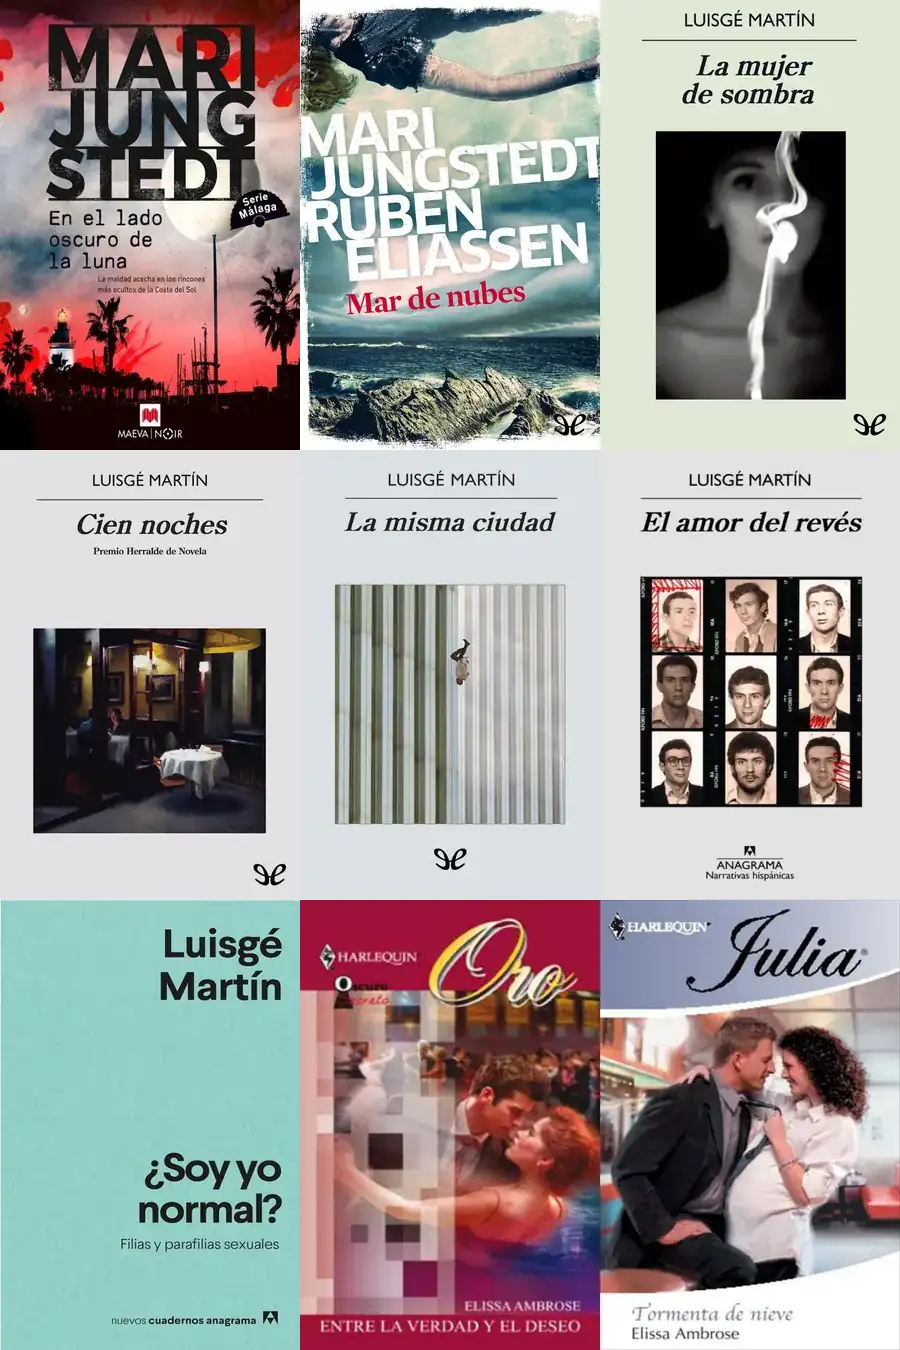 MARI
JUNG
STEDT
En el lado
oscuro de
la luna
Serie
Málaga
La maldad acecha en los rincones
más ocultos de la Costa del Sol
MAEVA NOIR
MARI
JUNGSTEDT
RUBEN
ELIASSEN
Mar de nubes
LUISGÉ MARTÍN
La mujer
de sombra
LUISGÉ MARTÍN
Cien noches
Premio Herralde de Novela
LUISGÉ MARTÍN
La misma ciudad
LUISGÉ MARTÍN
El amor del revés
ANAGRAMA
Narrativas hispánicas
Luisgé
Martín
¿Soy yo
normal?
Filias y parafilias sexuales
nuevos cuadernos anagrama
HARLEQUIN
Oro
Oscuro
Secreto
ELISSA AMBROSE
ENTRE LA VERDAD Y EL DESEO
HARLEQUIN™
Julia®
Tormenta de nieve
Elissa Ambrose